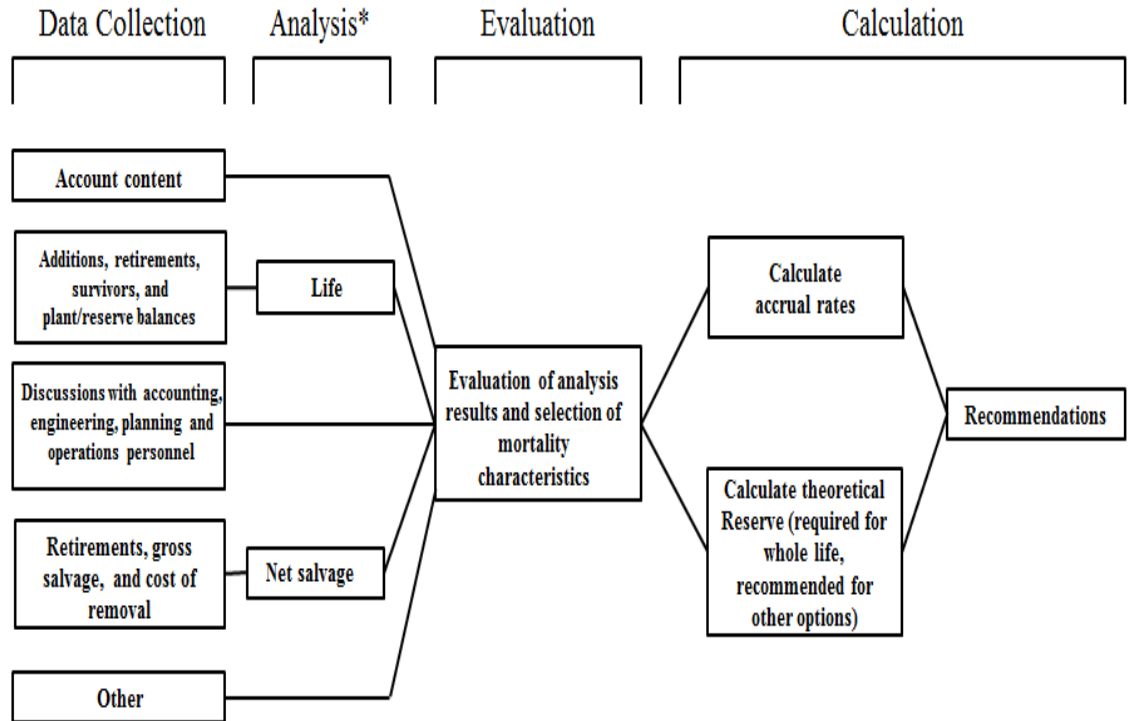 Data Collection
Analysis*
Evaluation
Calculation
Account content
Additions, retirements,
survivors, and
plant/reserve balances
Life
Discussions with accounting,
engineering, planning and
operations personnel
Retirements, gross
salvage, and cost of
removal
Net salvage
Other
Evaluation of analysis
results and selection of
mortality
characteristics
Calculate
accrual rates
Calculate theoretical
Reserve (required for
whole life,
recommended for
other options)
Recommendations